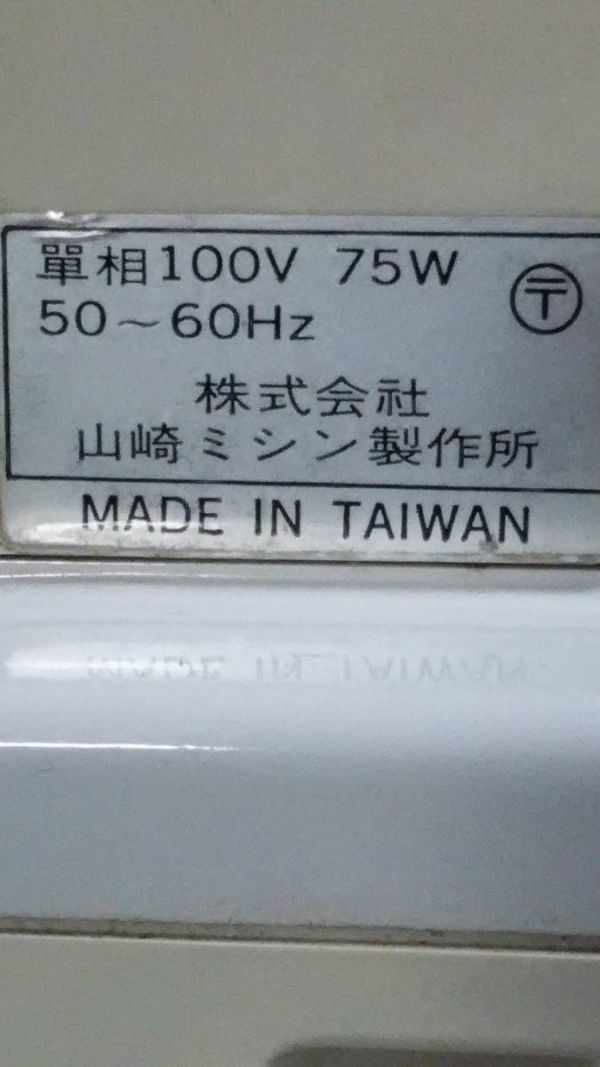 單相100V 75W
50～60Hz
〒
株式会社
山崎ミシン製作所
MADE IN TAIWAN